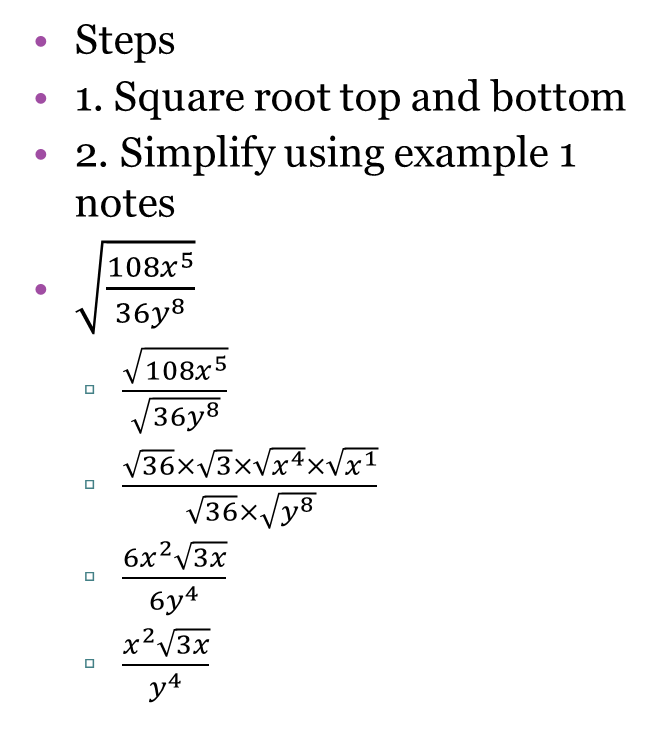 • Steps
• 1. Square root top and bottom
• 2. Simplify using example 1
notes
• √(108x⁵/36y⁸)
▫ √(108x⁵)/√(36y⁸)
▫ (√36×√3×√x⁴×√x¹)/(√36×√y⁸)
▫ 6x²√(3x)/6y⁴
▫ x²√(3x)/y⁴